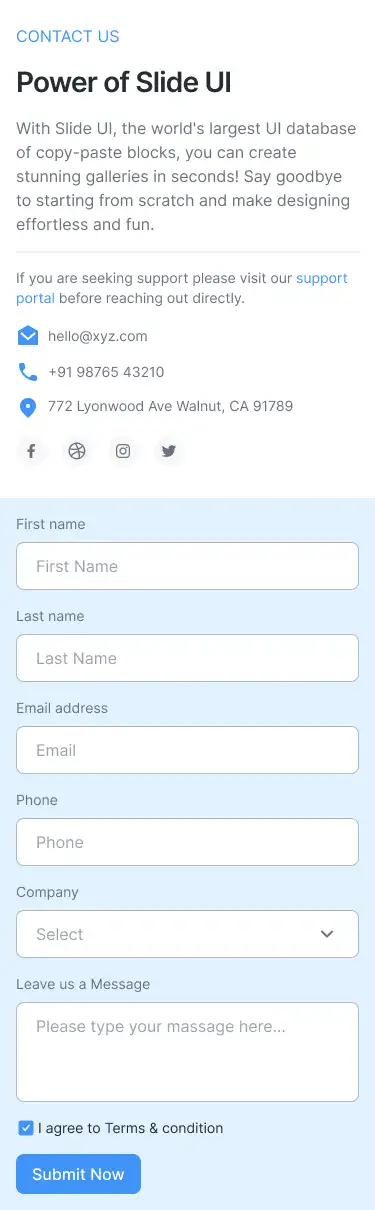 CONTACT US
Power of Slide UI
With Slide UI, the world's largest UI database
of copy-paste blocks, you can create
stunning galleries in seconds! Say goodbye
to starting from scratch and make designing
effortless and fun.
If you are seeking support please visit our support
portal before reaching out directly.
hello@xyz.com
+91 98765 43210
772 Lyonwood Ave Walnut, CA 91789
First name
First Name
Last name
Last Name
Email address
Email
Phone
Phone
Company
Select
Leave us a Message
Please type your massage here...
I agree to Terms & condition
Submit Now